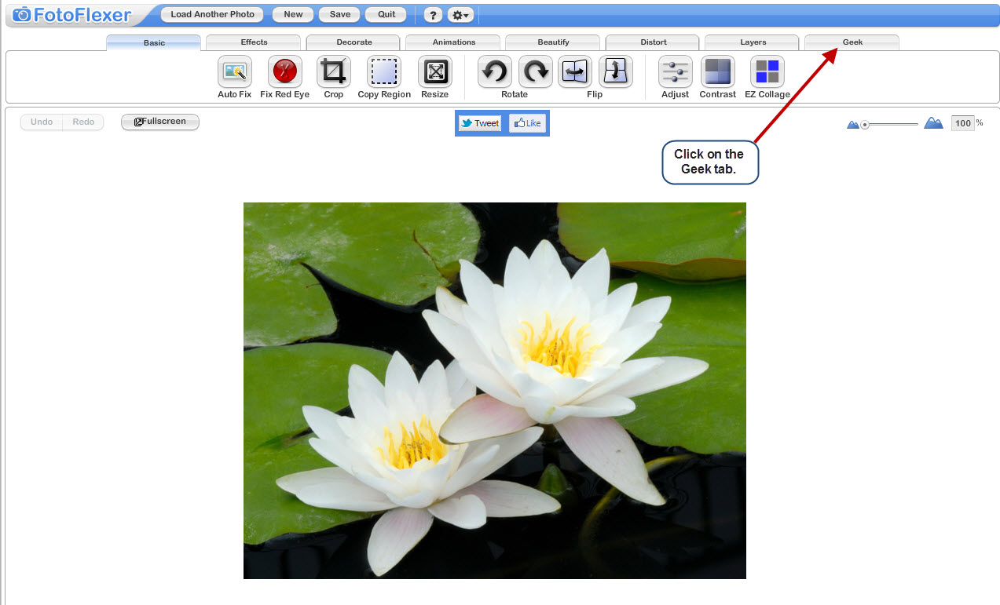 FotoFlexer Load Another Photo New Save Quit ?
Basic Effects Decorate Animations Beautify Distort Layers Geek
Auto Fix Fix Red Eye Crop Copy Region Resize Rotate Flip Adjust Contrast EZ Collage
Undo Redo Fullscreen Tweet Like 100 %
Click on the
Geek tab.